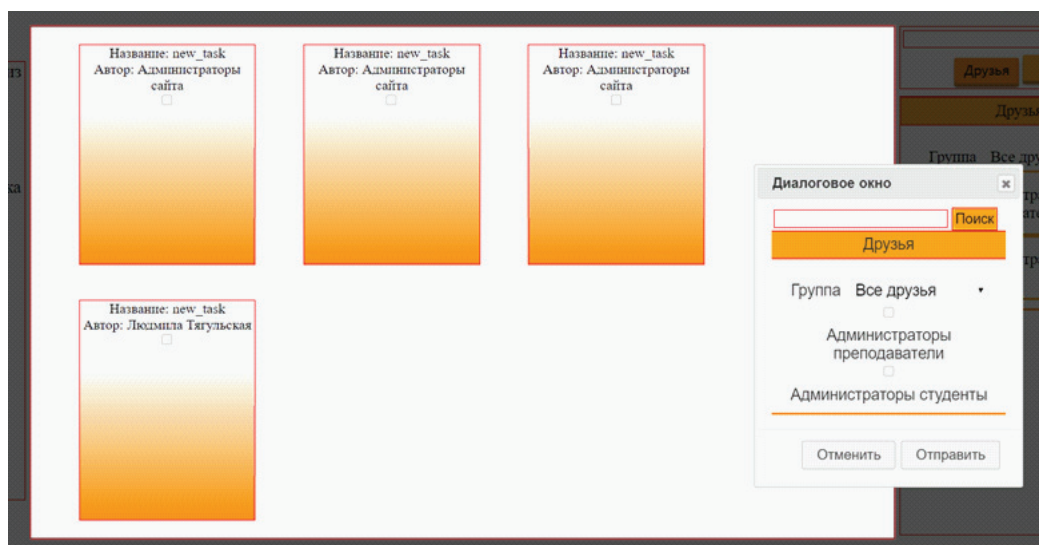 Название: new_task
Автор: Администраторы
сайта
Название: new_task
Автор: Администраторы
сайта
Название: new_task
Автор: Администраторы
сайта
Название: new_task
Автор: Людмила Тягульская
Друзья
Группа Все
Диалоговое окно
Поиск
Друзья
Группа Все друзья
Администраторы
преподаватели
Администраторы студенты
Отменить Отправить